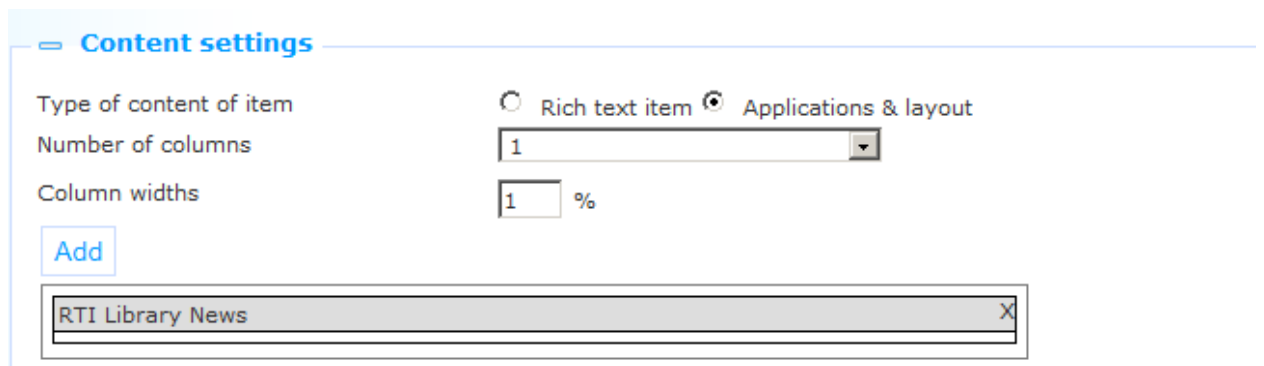 Content settings
Type of content of item Rich text item Applications & layout
Number of columns 1
Column widths 1 %
Add
RTI Library News X